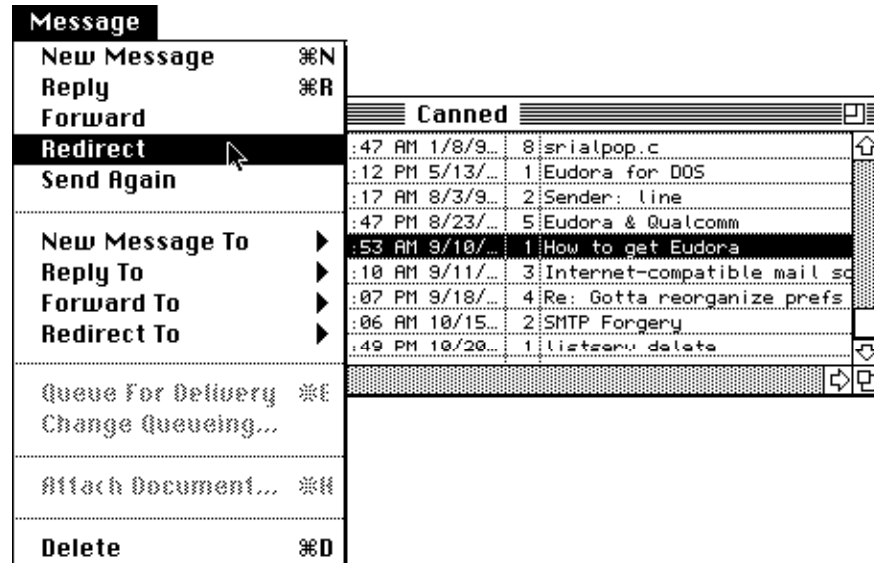 Message
New Message ⌘N
Reply ⌘R
Forward
Redirect
Send Again
New Message To
Reply To
Forward To
Redirect To
Queue For Delivery ⌘E
Change Queueing...
Attach Document... ⌘H
Delete ⌘D
Canned
:47 AM 1/8/9… 8 srialpop.c
:12 PM 5/13/… 1 Eudora for DOS
:17 AM 8/3/9… 2 Sender: line
:47 PM 8/23/… 5 Eudora & Qualcomm
:53 AM 9/10/… 1 How to get Eudora
:10 AM 9/11/… 3 Internet-compatible mail
:07 PM 9/18/… 4 Re: Gotta reorganize prefs
:06 AM 10/15… 2 SMTP Forgery
:49 PM 10/20… 1 listserv delete